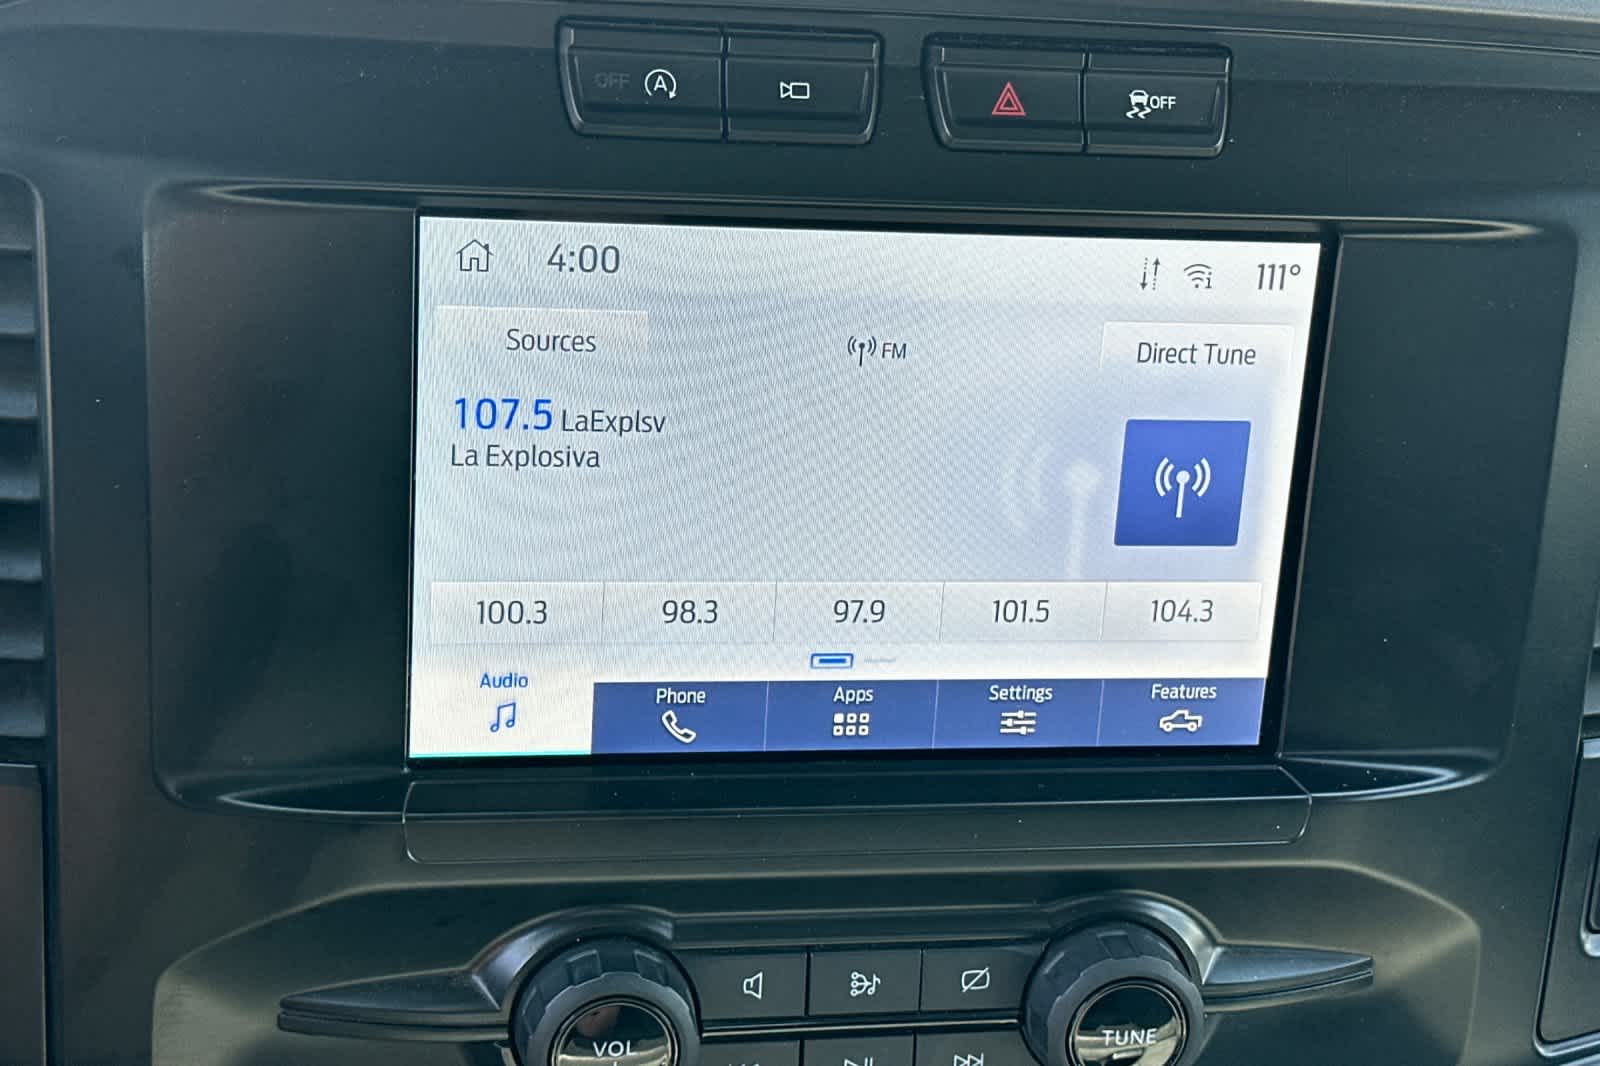 OFF A
OFF
4:00 111°
Sources FM Direct Tune
107.5 LaExplsv
La Explosiva
100.3 98.3 97.9 101.5 104.3
Audio Phone Apps Settings Features
VOL TUNE